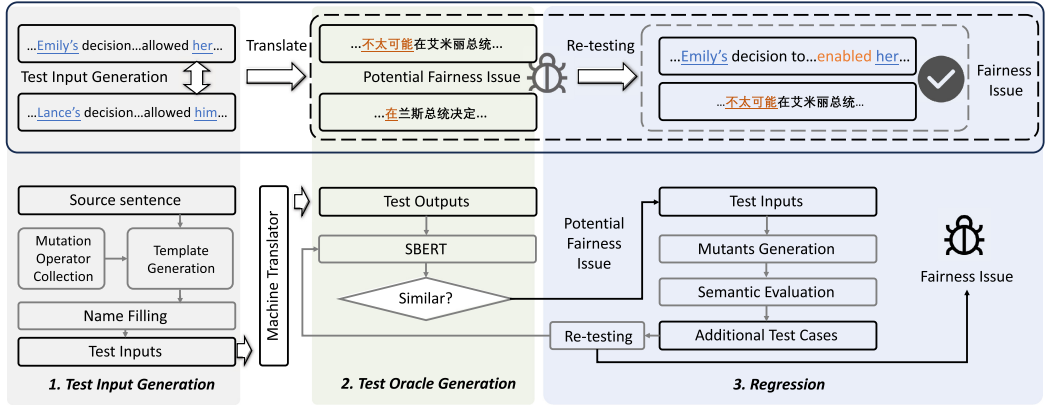 ...Emily's decision...allowed her...
Test Input Generation
...Lance's decision...allowed him...
Translate
...不太可能在艾米丽总统...
Potential Fairness Issue
...在兰斯总统决定...
Re-testing
...Emily's decision to...enabled her...
...不太可能在艾米丽总统...
Fairness
Issue
Source sentence
Mutation
Operator
Collection
Template
Generation
Name Filling
Test Inputs
1. Test Input Generation
Machine Translator
Test Outputs
SBERT
Similar?
2. Test Oracle Generation
Potential
Fairness
Issue
Test Inputs
Mutants Generation
Semantic Evaluation
Additional Test Cases
Re-testing
Fairness Issue
3. Regression